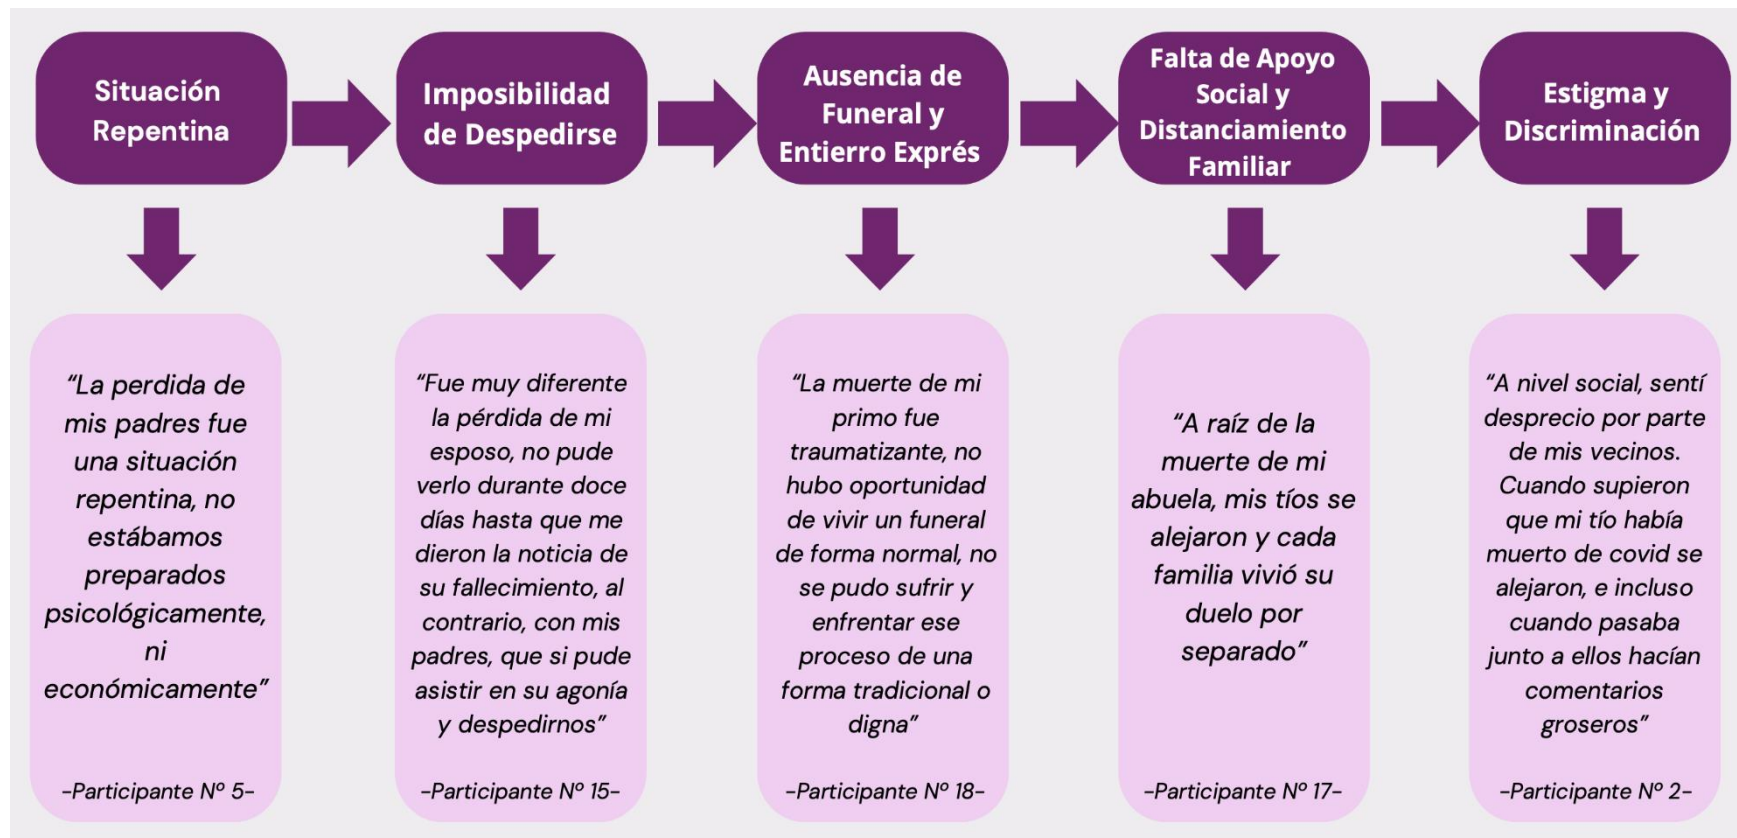 Situación
Repentina
Imposibilidad
de Despedirse
Ausencia de
Funeral y
Entierro Exprés
Falta de Apoyo
Social y
Distanciamiento
Familiar
Estigma y
Discriminación
“La perdida de
mis padres fue
una situación
repentina, no
estábamos
preparados
psicológicamente,
ni
económicamente”
-Participante Nº 5-
“Fue muy diferente
la pérdida de mi
esposo, no pude
verlo durante doce
días hasta que me
dieron la noticia de
su fallecimiento, al
contrario, con mis
padres, que si pude
asistir en su agonía
y despedirnos”
-Participante Nº 15-
“La muerte de mi
primo fue
traumatizante, no
hubo oportunidad
de vivir un funeral
de forma normal, no
se pudo sufrir y
enfrentar ese
proceso de una
forma tradicional o
digna”
-Participante Nº 18-
“A raíz de la
muerte de mi
abuela, mis tíos se
alejaron y cada
familia vivió su
duelo por
separado”
-Participante Nº 17-
“A nivel social, sentí
desprecio por parte
de mis vecinos.
Cuando supieron
que mi tío había
muerto de covid se
alejaron, e incluso
cuando pasaba
junto a ellos hacían
comentarios
groseros”
-Participante Nº 2-